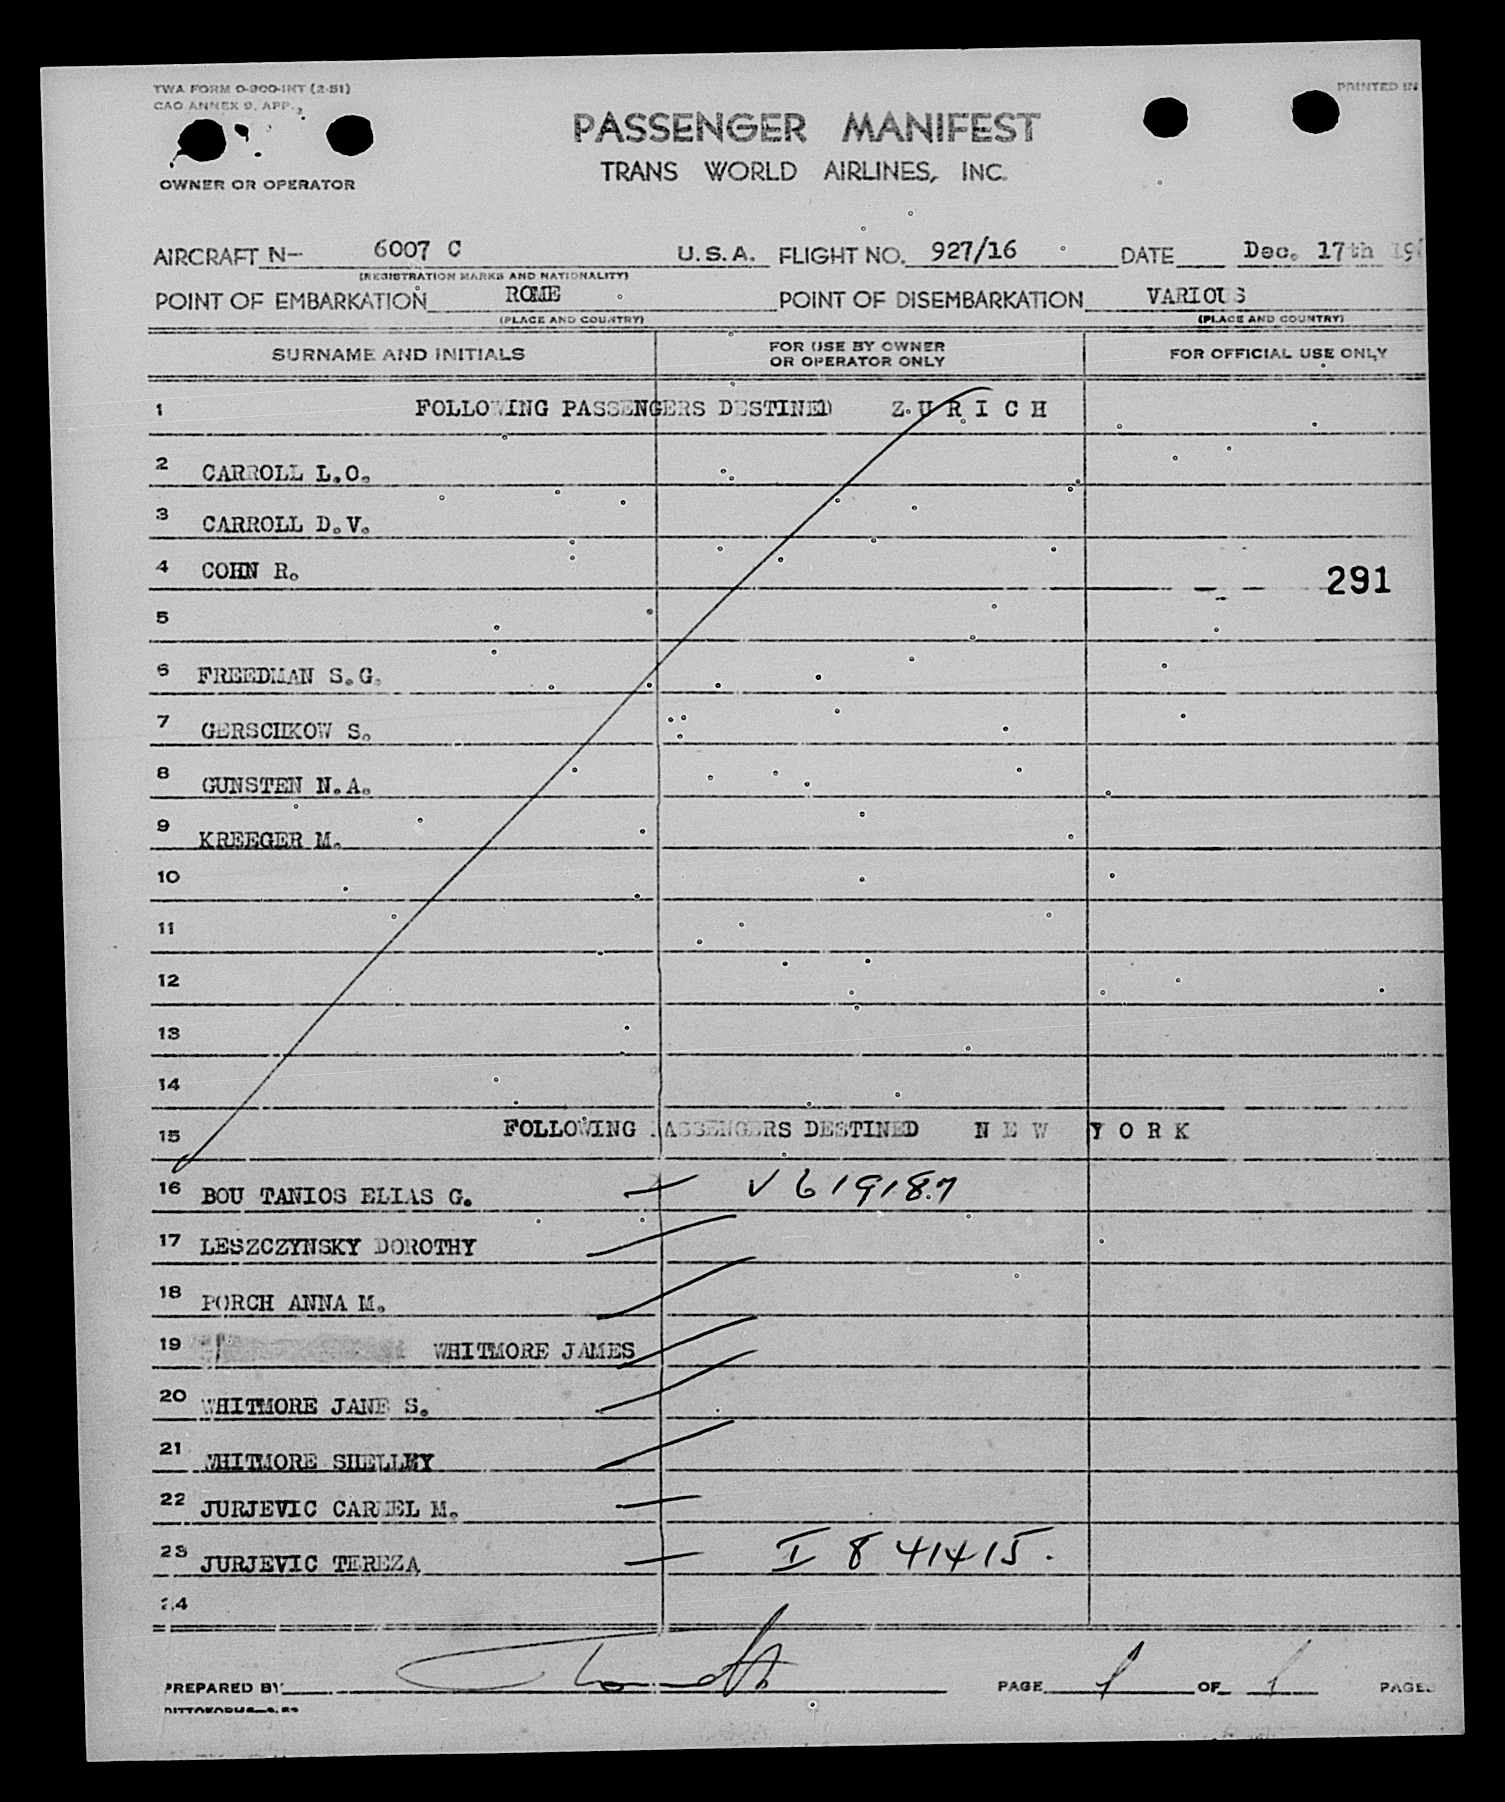 TWA FORM O-900-INT (2-51)
CAO ANNEX 9, APP.
PRINTED IN
PASSENGER MANIFEST
TRANS WORLD AIRLINES, INC.
OWNER OR OPERATOR
AIRCRAFT N- 6007 C U.S.A. FLIGHT NO. 927/16 DATE Dec. 17th 19
(REGISTRATION MARKS AND NATIONALITY)
POINT OF EMBARKATION ROME POINT OF DISEMBARKATION VARIOUS
(PLACE AND COUNTRY) (PLACE AND COUNTRY)
SURNAME AND INITIALS FOR USE BY OWNER OR OPERATOR ONLY FOR OFFICIAL USE ONLY
1 FOLLOWING PASSENGERS DESTINED Z U R I C H
2 CARROLL L.O.
3 CARROLL D.V.
4 COHN R.
291
5
6 FREEDMAN S.G.
7 GERSCHKOW S.
8 GUNSTEN N.A.
9 KREEGER M.
10
11
12
13
14
15 FOLLOWING PASSENGERS DESTINED N E W Y O R K
16 BOU TANIOS ELIAS G. V 619187
17 LESZCZYNSKY DOROTHY
18 PORCH ANNA M.
19 WHITMORE JAMES
20 WHITMORE JANE S.
21 WHITMORE SHELLEY
22 JURJEVIC CARMEL M.
23 JURJEVIC TEREZA I 841415.
24
PREPARED BY PAGE 1 OF 1 PAGES